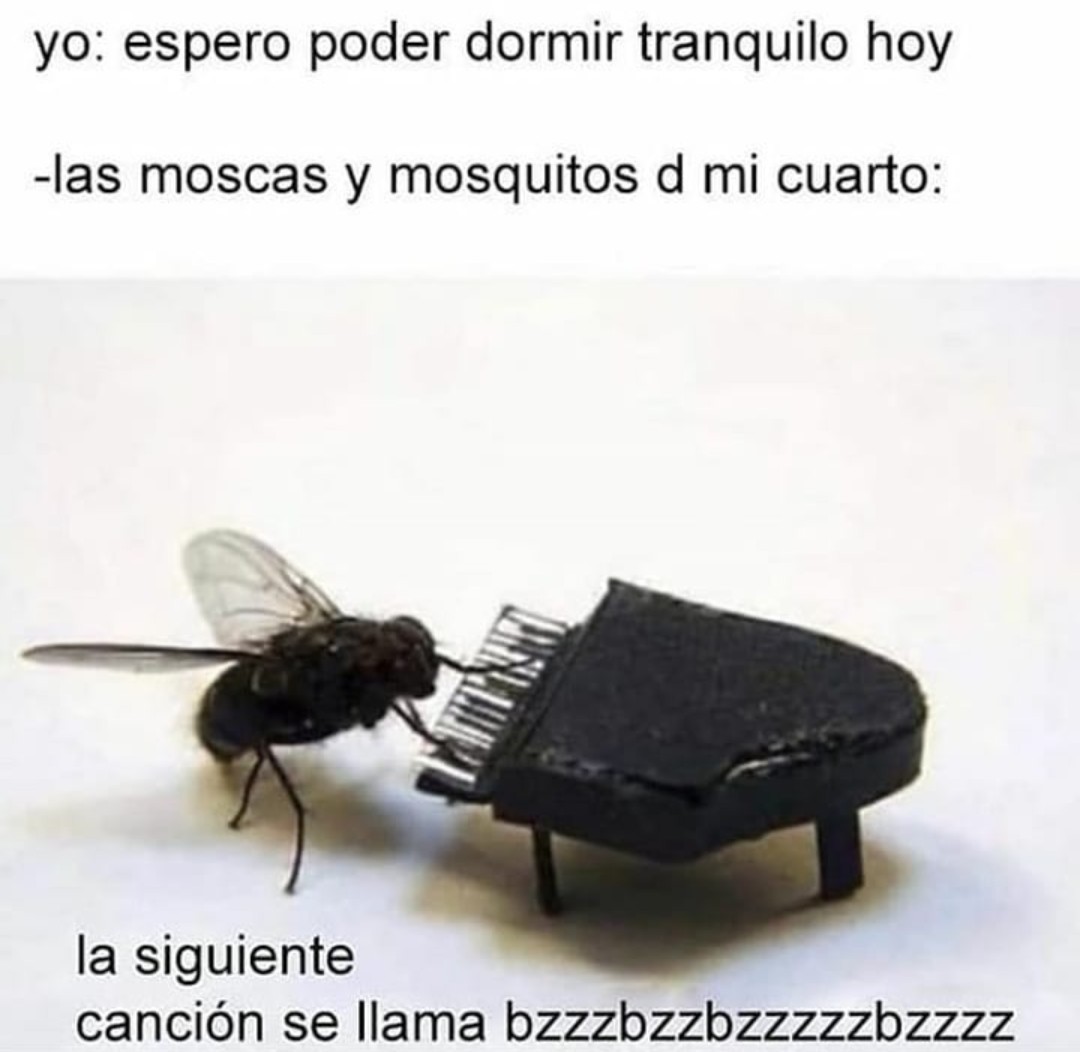 yo: espero poder dormir tranquilo hoy
-las moscas y mosquitos d mi cuarto:
la siguiente
canción se llama bzzzbzzbzzzzzbzzzz